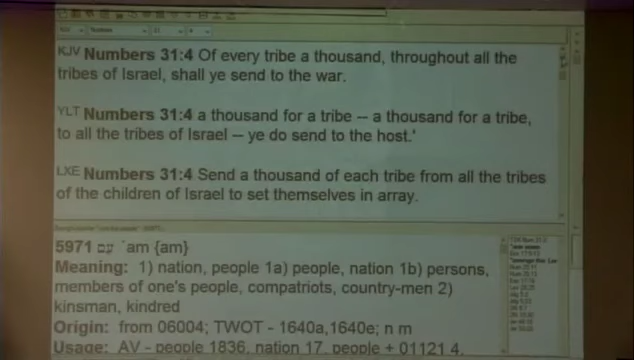 KJV Numbers 31:4 Of every tribe a thousand, throughout all the
tribes of Israel, shall ye send to the war.
YLT Numbers 31:4 a thousand for a tribe -- a thousand for a tribe,
to all the tribes of Israel -- ye do send to the host.'
LXE Numbers 31:4 Send a thousand of each tribe from all the tribes
of the children of Israel to set themselves in array.
5971 עם `am {am}
Meaning: 1) nation, people 1a) people, nation 1b) persons,
members of one's people, compatriots, country-men 2)
kinsman, kindred
Origin: from 06004; TWOT - 1640a,1640e; n m
Usage: AV - people 1836, nation 17, people + 01121 4,